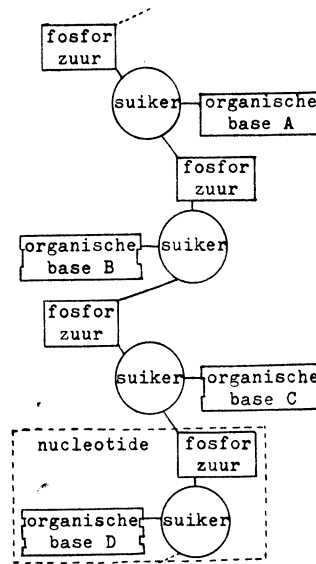 fosfor
zuur
suiker
organische
base A
fosfor
zuur
organische
base B
suiker
fosfor
zuur
suiker
organische
base C
nucleotide
fosfor
zuur
organische
base D
suiker